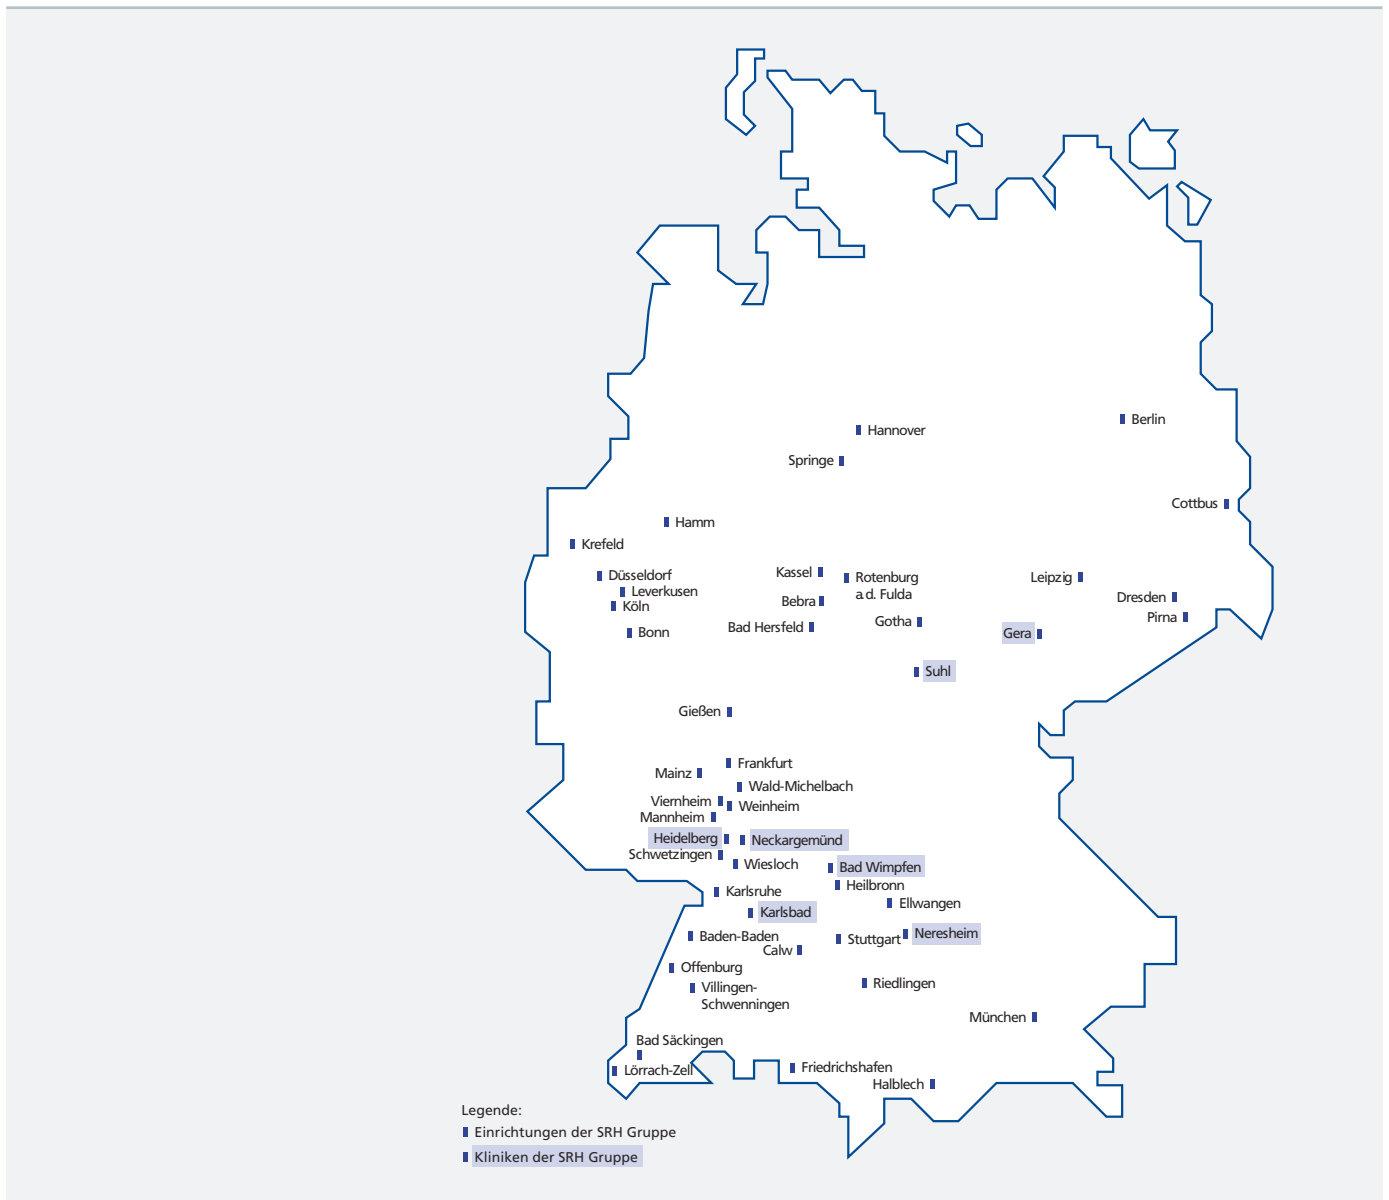 Berlin
Hannover
Springe
Cottbus
Hamm
Krefeld
Düsseldorf
Leverkusen
Köln
Bonn
Kassel
Rotenburg
a.d. Fulda
Bebra
Bad Hersfeld
Gotha
Leipzig
Dresden
Pirna
Gera
Suhl
Gießen
Frankfurt
Mainz
Wald-Michelbach
Viernheim
Weinheim
Mannheim
Heidelberg
Neckargemünd
Schwetzingen
Wiesloch
Bad Wimpfen
Heilbronn
Karlsruhe
Ellwangen
Karlsbad
Baden-Baden
Stuttgart
Neresheim
Calw
Offenburg
Villingen-
Schwenningen
Riedlingen
München
Bad Säckingen
Lörrach-Zell
Friedrichshafen
Halblech
Legende:
Einrichtungen der SRH Gruppe
Kliniken der SRH Gruppe